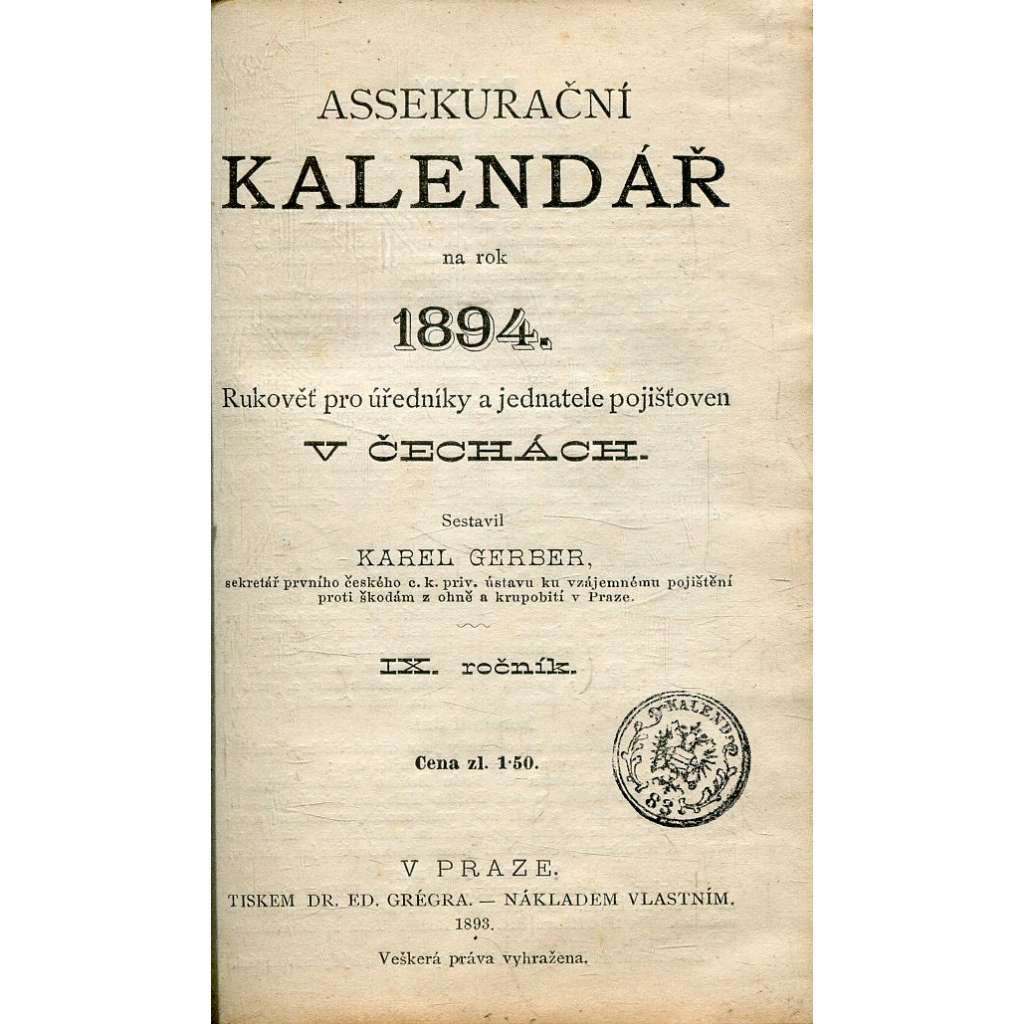 ASSEKURAČNÍ
KALENDÁŘ
na rok
1894.
Rukověť pro úředníky a jednatele pojišťoven
V ČECHÁCH.
Sestavil
KAREL GERBER,
sekretář prvního českého c. k. priv. ústavu ku vzájemnému pojištění
proti škodám z ohně a krupobití v Praze.
IX. ročník.
KALEND
83
Cena zl. 1·50.
V PRAZE.
TISKEM DR. ED. GRÉGRA. — NÁKLADEM VLASTNÍM.
1893.
Veškerá práva vyhražena.